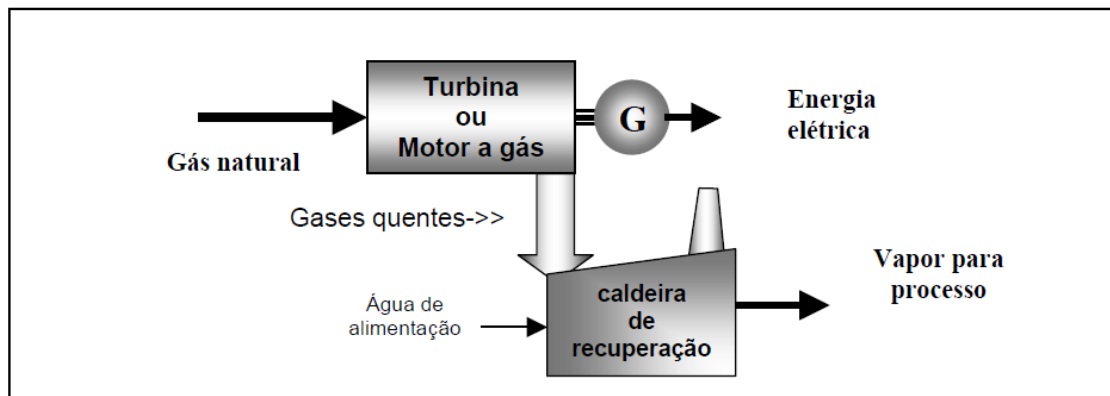 Turbina
ou
Motor a gás
G
Energia
elétrica
Gás natural
Gases quentes->>
Água de
alimentação
caldeira
de
recuperação
Vapor para
processo